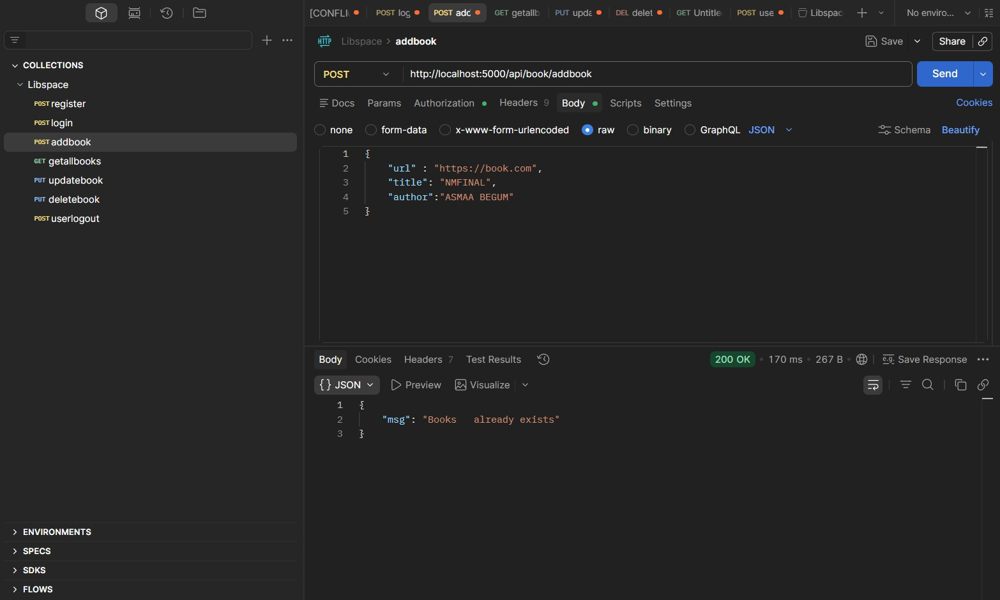 [CONFLI
POST log
POST add
GET getallb
PUT upda
DEL delet
GET Untitle
POST use
Libspac
No enviro...
Libspace > addbook
Save
Share
COLLECTIONS
Libspace
POST register
POST login
POST addbook
GET getallbooks
PUT updatebook
PUT deletebook
POST userlogout
ENVIRONMENTS
SPECS
SDKS
FLOWS
HTTP
POST http://localhost:5000/api/book/addbook
Send
Docs Params Authorization Headers 9 Body Scripts Settings
Cookies
none form-data x-www-form-urlencoded raw binary GraphQL JSON
Schema Beautify
1 {
2 "url" : "https://book.com",
3 "title": "NMFINAL",
4 "author":"ASMAA BEGUM"
5 }
Body Cookies Headers 7 Test Results
200 OK • 170 ms • 267 B
e.g. Save Response
{} JSON Preview Visualize
1 {
2 "msg": "Books   already exists"
3 }